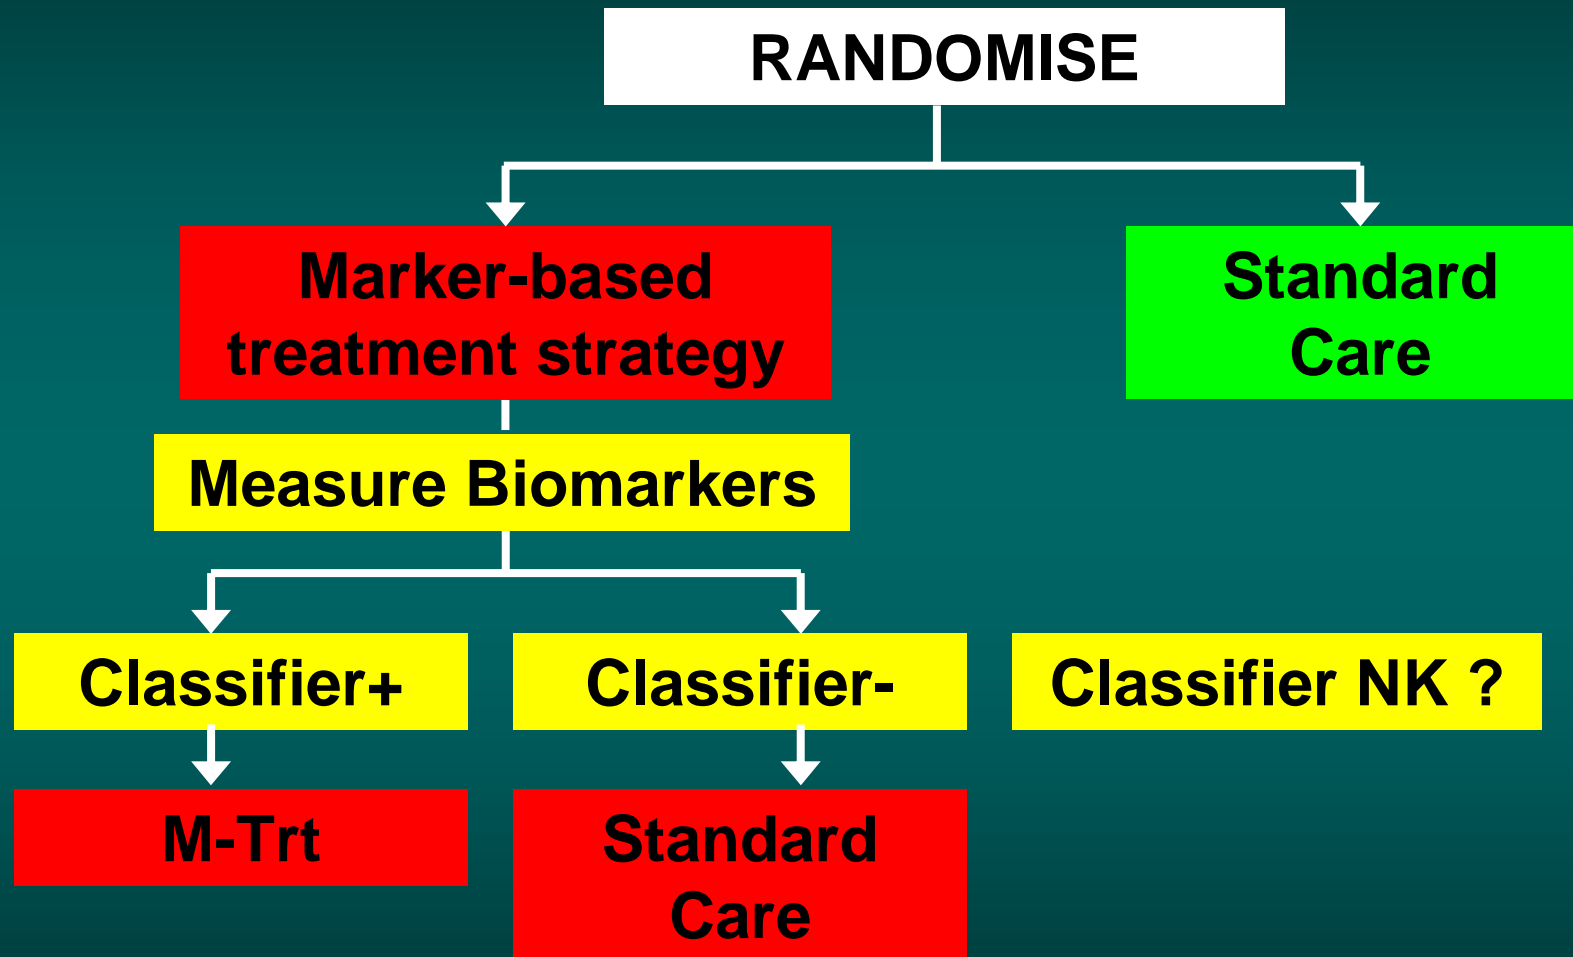 RANDOMISE
Marker-based
treatment strategy
Standard
Care
Measure Biomarkers
Classifier+
Classifier-
Classifier NK ?
M-Trt
Standard
Care